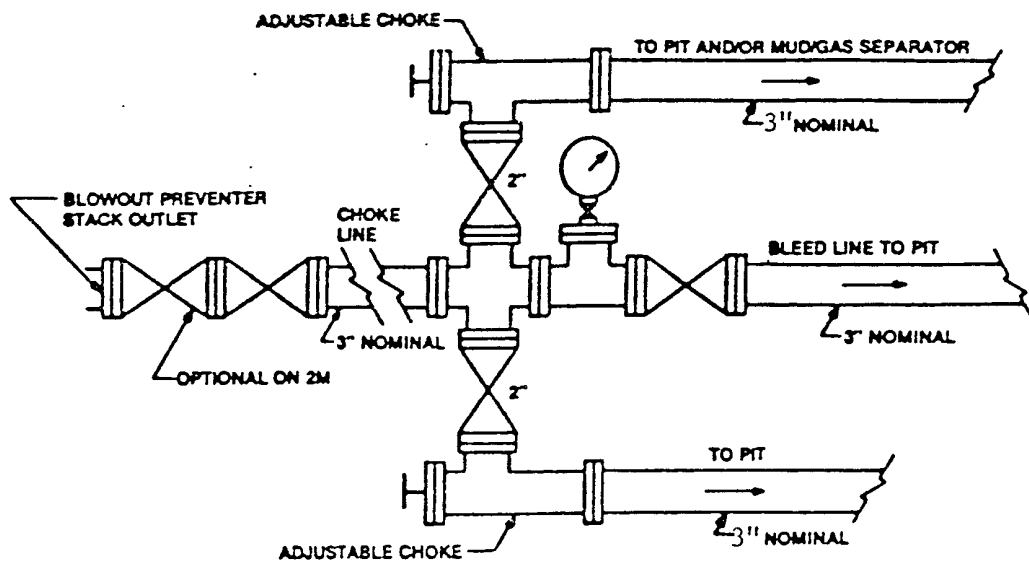 ADJUSTABLE CHOKE
TO PIT AND/OR MUD/GAS SEPARATOR
3" NOMINAL
2"
BLOWOUT PREVENTER
STACK OUTLET
CHOKE
LINE
BLEED LINE TO PIT
3" NOMINAL
3" NOMINAL
OPTIONAL ON 2M
2"
TO PIT
3" NOMINAL
ADJUSTABLE CHOKE